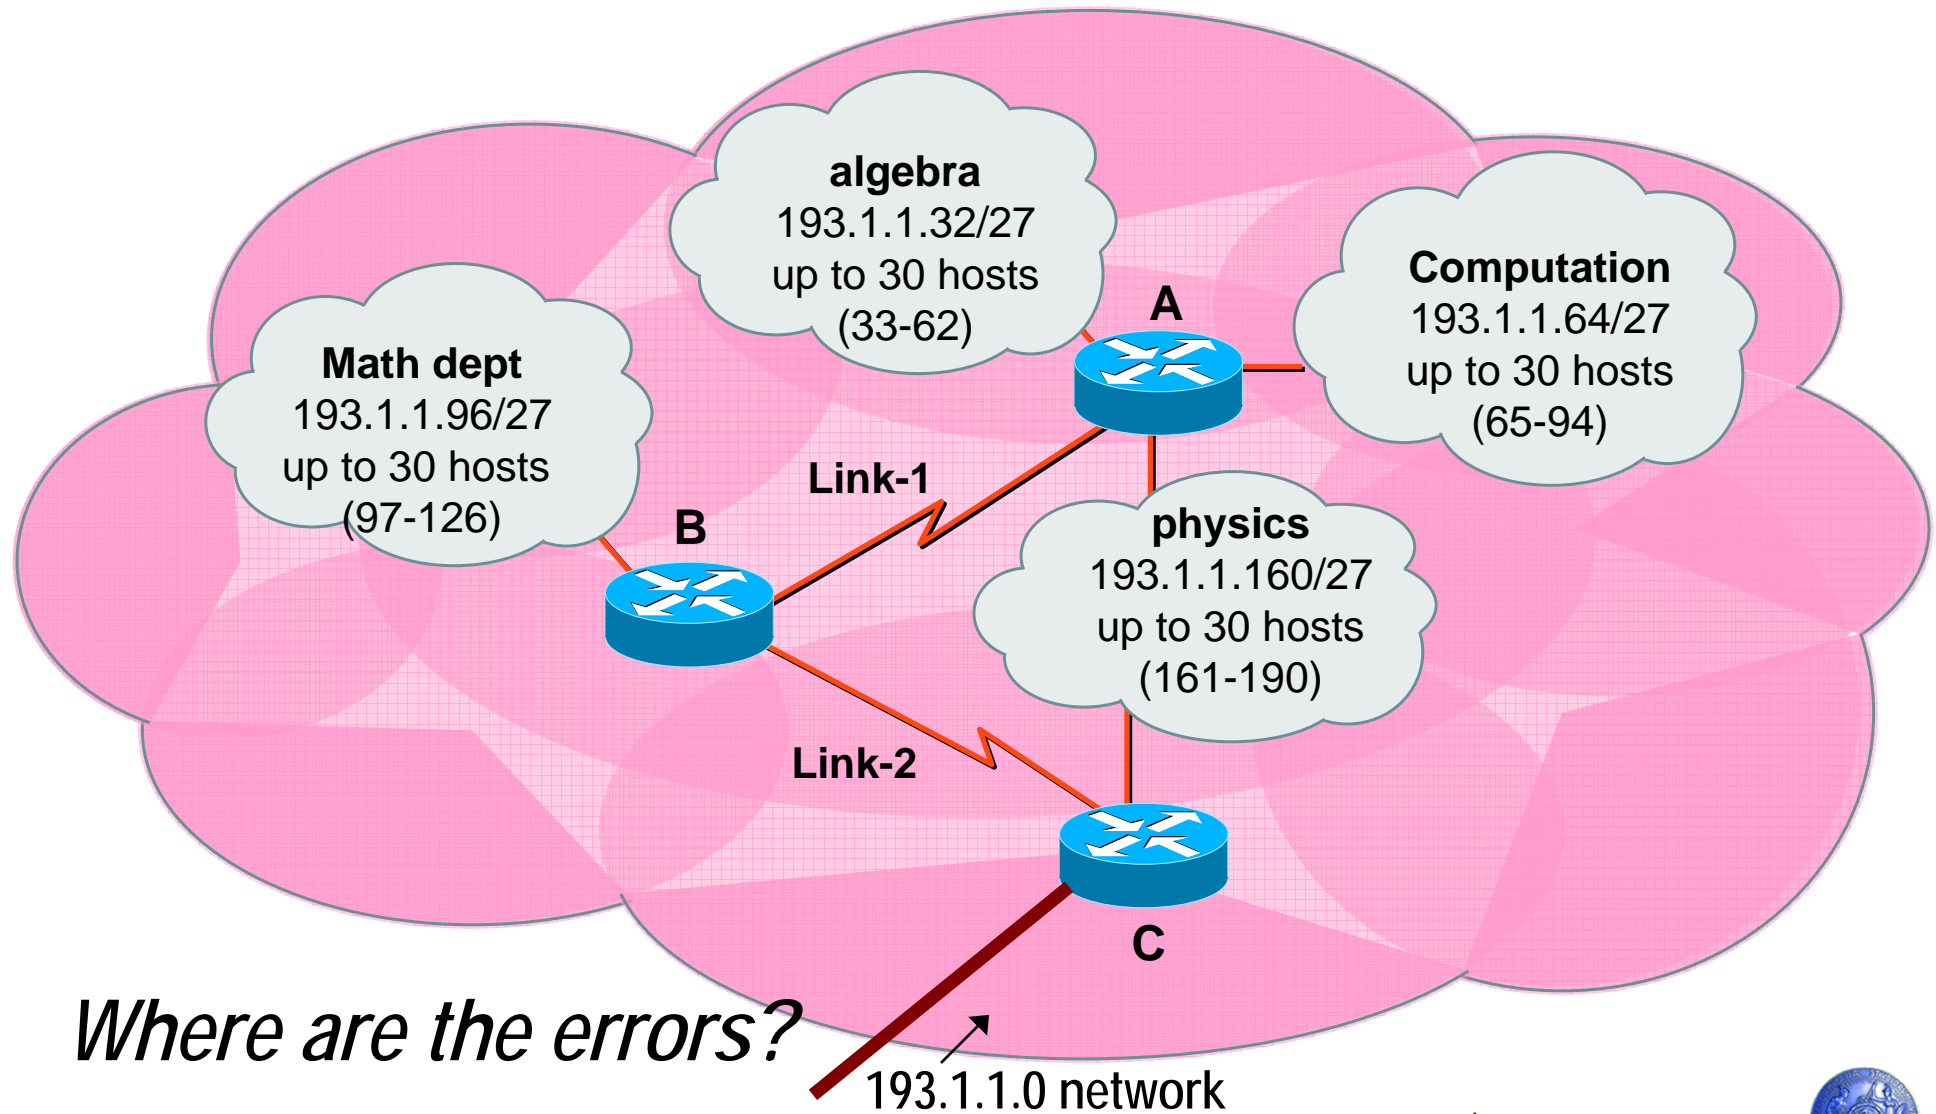 algebra
193.1.1.32/27
up to 30 hosts
(33-62)
A
Computation
193.1.1.64/27
up to 30 hosts
(65-94)
Math dept
193.1.1.96/27
up to 30 hosts
(97-126)
Link-1
B
physics
193.1.1.160/27
up to 30 hosts
(161-190)
Link-2
C
Where are the errors?
193.1.1.0 network